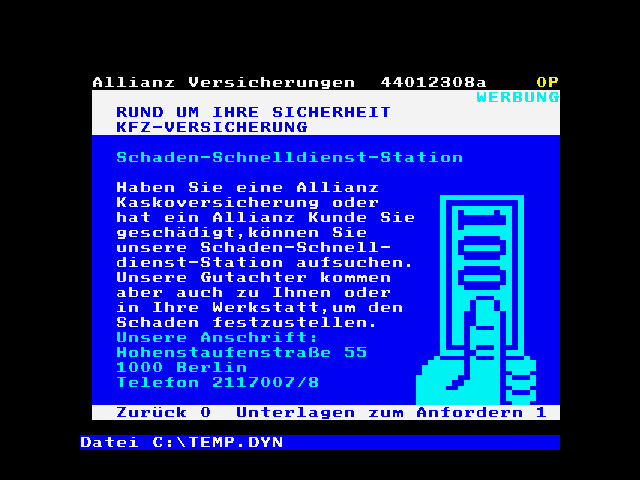 Allianz Versicherungen 44012308a 0P
WERBUNG
RUND UM IHRE SICHERHEIT
KFZ-VERSICHERUNG
Schaden-Schnelldienst-Station
Haben Sie eine Allianz
Kaskoversicherung oder
hat ein Allianz Kunde Sie
geschädigt,können Sie
unsere Schaden-Schnell-
dienst-Station aufsuchen.
Unsere Gutachter kommen
aber auch zu Ihnen oder
in Ihre Werkstatt,um den
Schaden festzustellen.
Unsere Anschrift:
Hohenstaufenstraße 55
1000 Berlin
Telefon 2117007/8
100
Zurück 0 Unterlagen zum Anfordern 1
Datei C:\TEMP.DYN